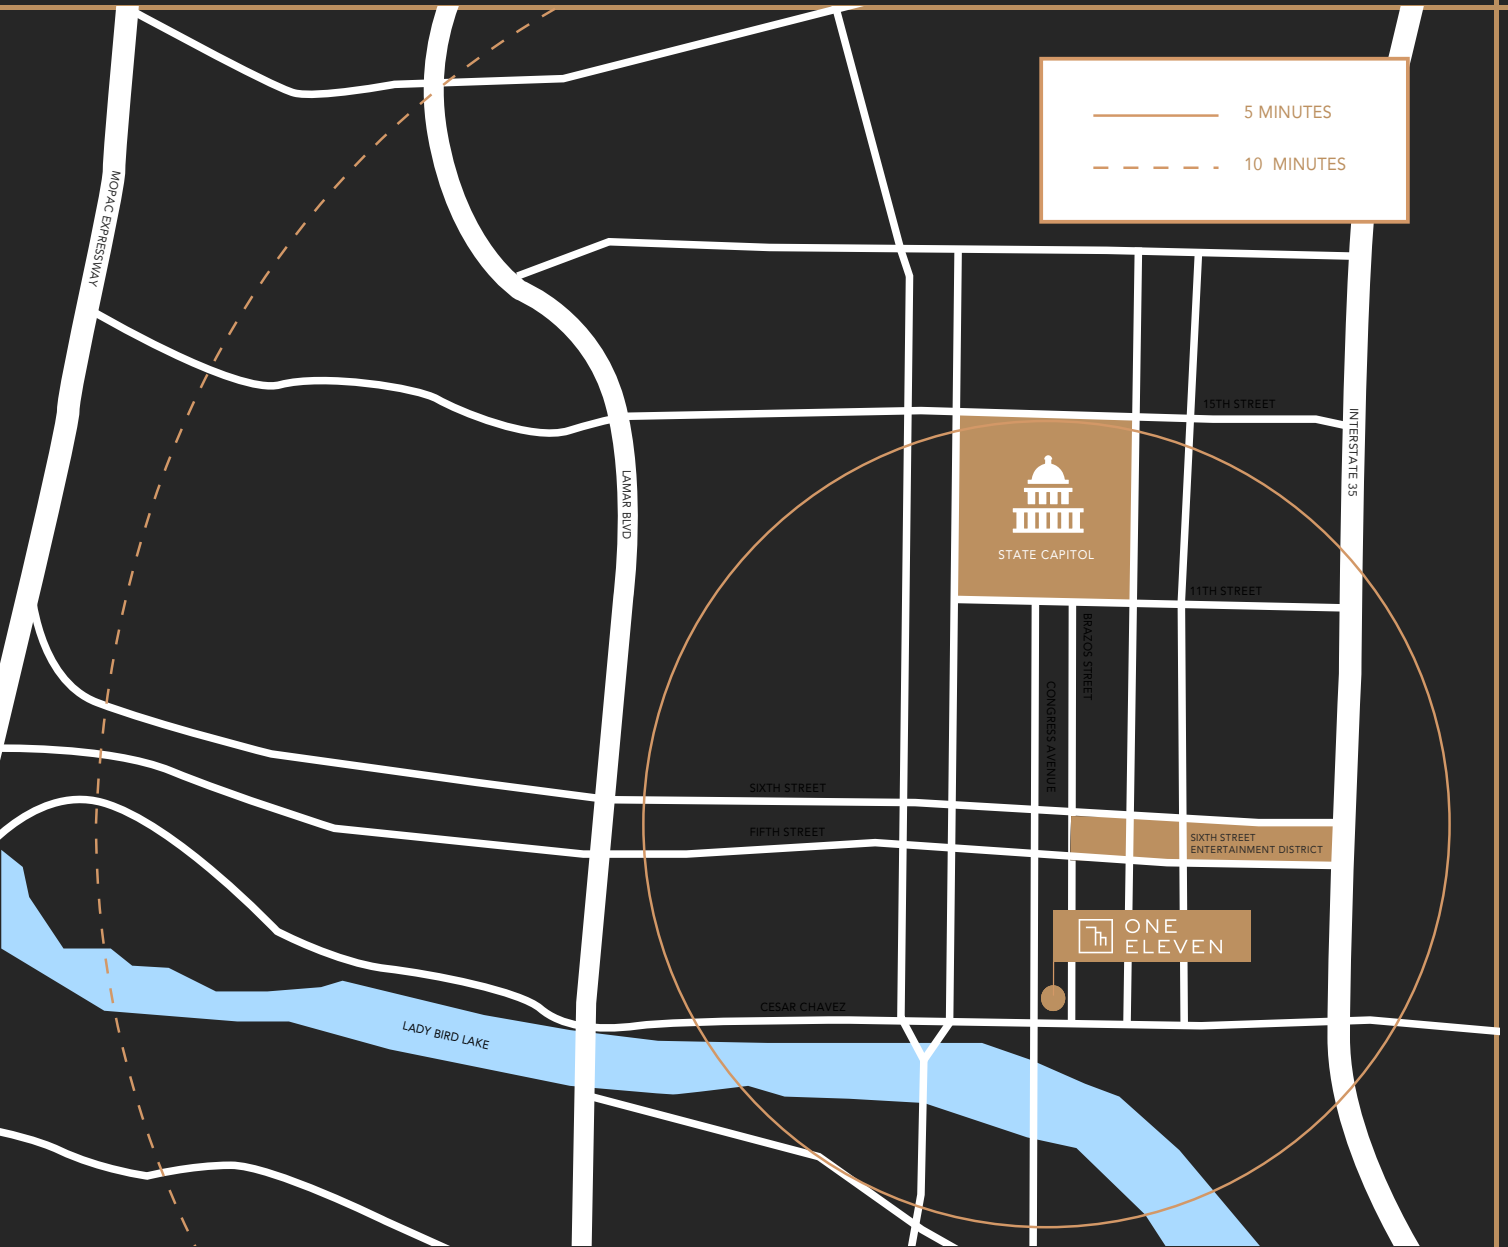 5 MINUTES
10 MINUTES
MOPAC EXPRESSWAY
15TH STREET
INTERSTATE 35
LAMAR BLVD
STATE CAPITOL
11TH STREET
BRAZOS STREET
CONGRESS AVENUE
SIXTH STREET
FIFTH STREET
SIXTH STREET
ENTERTAINMENT DISTRICT
ONE
ELEVEN
CESAR CHAVEZ
LADY BIRD LAKE